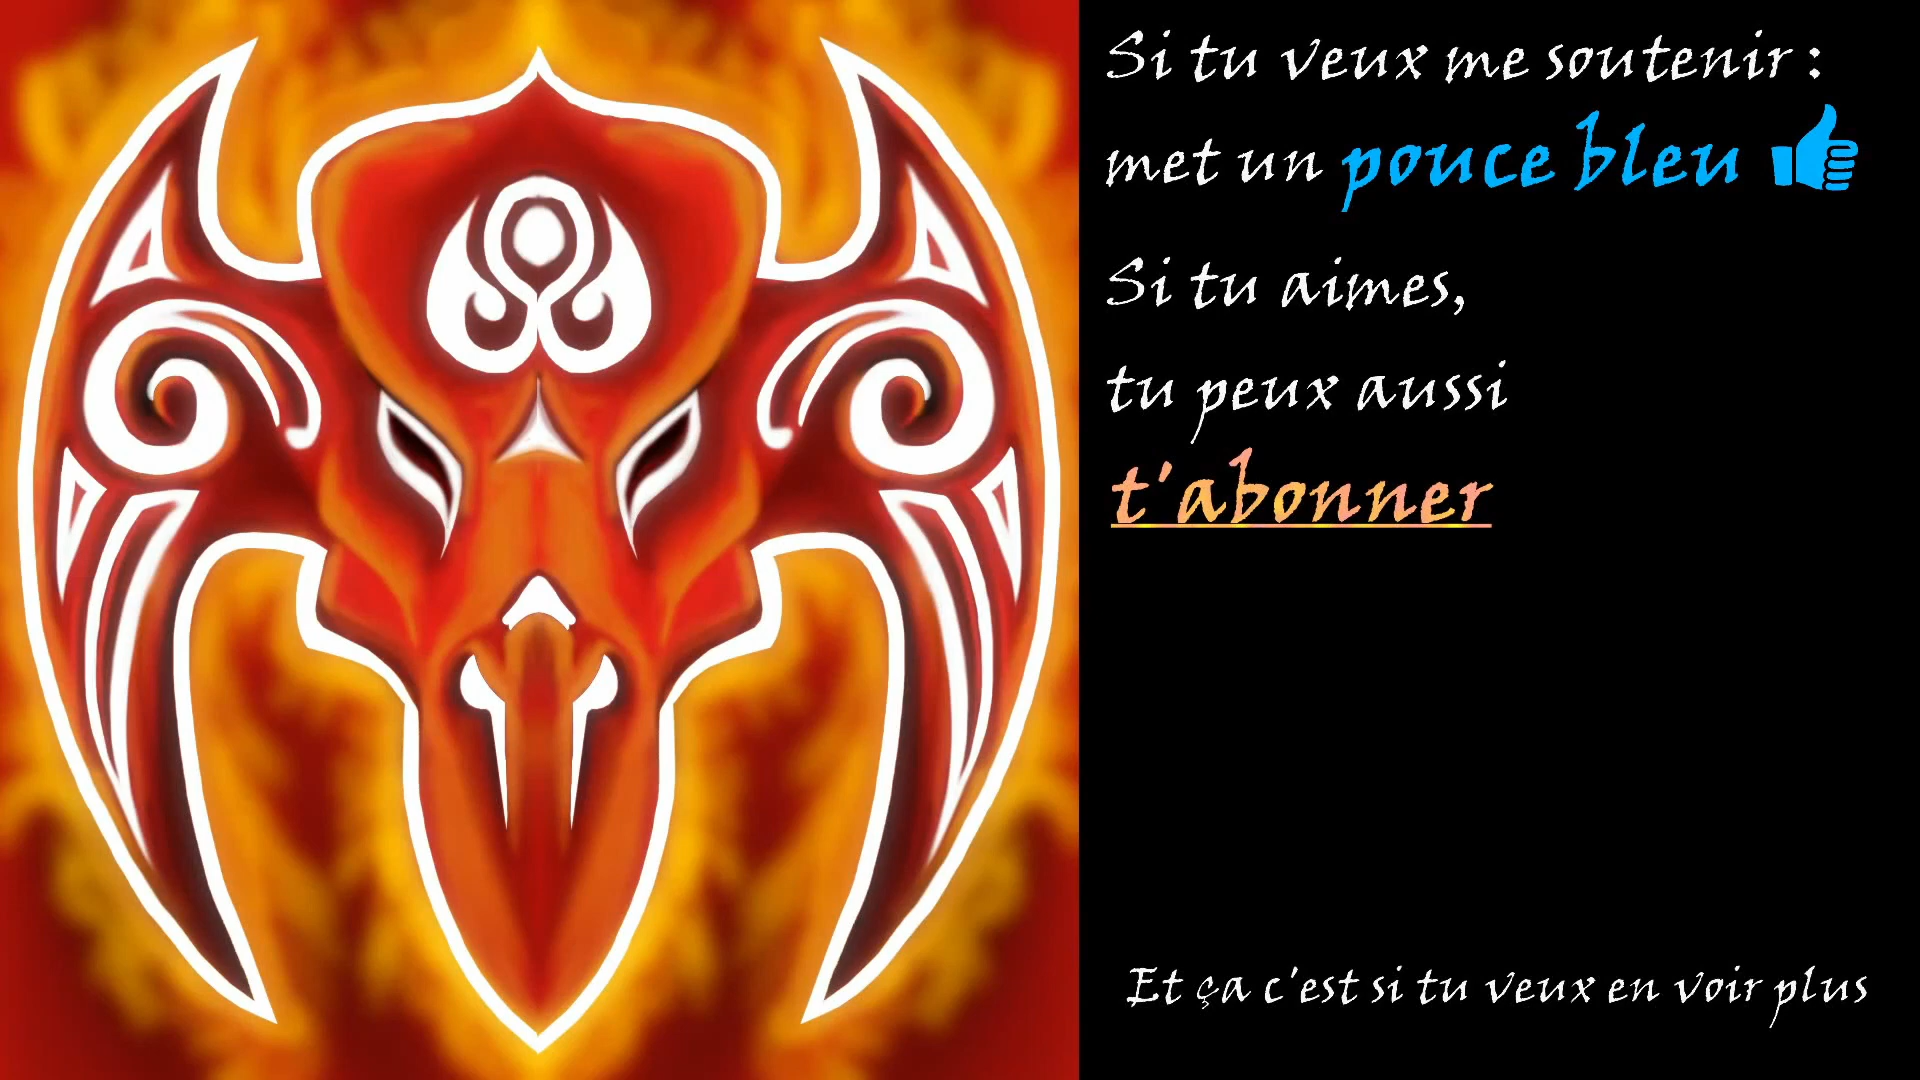 Si tu veux me soutenir :
met un pouce bleu
Si tu aimes,
tu peux aussi
t'abonner
Et ça c'est si tu veux en voir plus